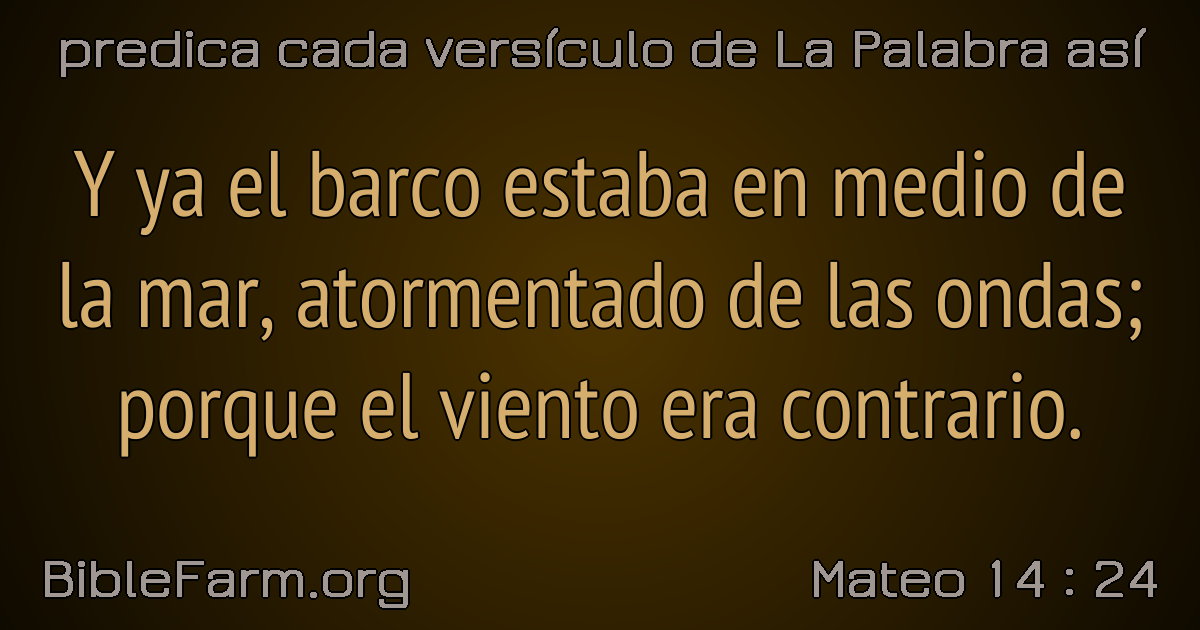 predica cada versículo de La Palabra así
Y ya el barco estaba en medio de
la mar, atormentado de las ondas;
porque el viento era contrario.
BibleFarm.org
Mateo 14 : 24